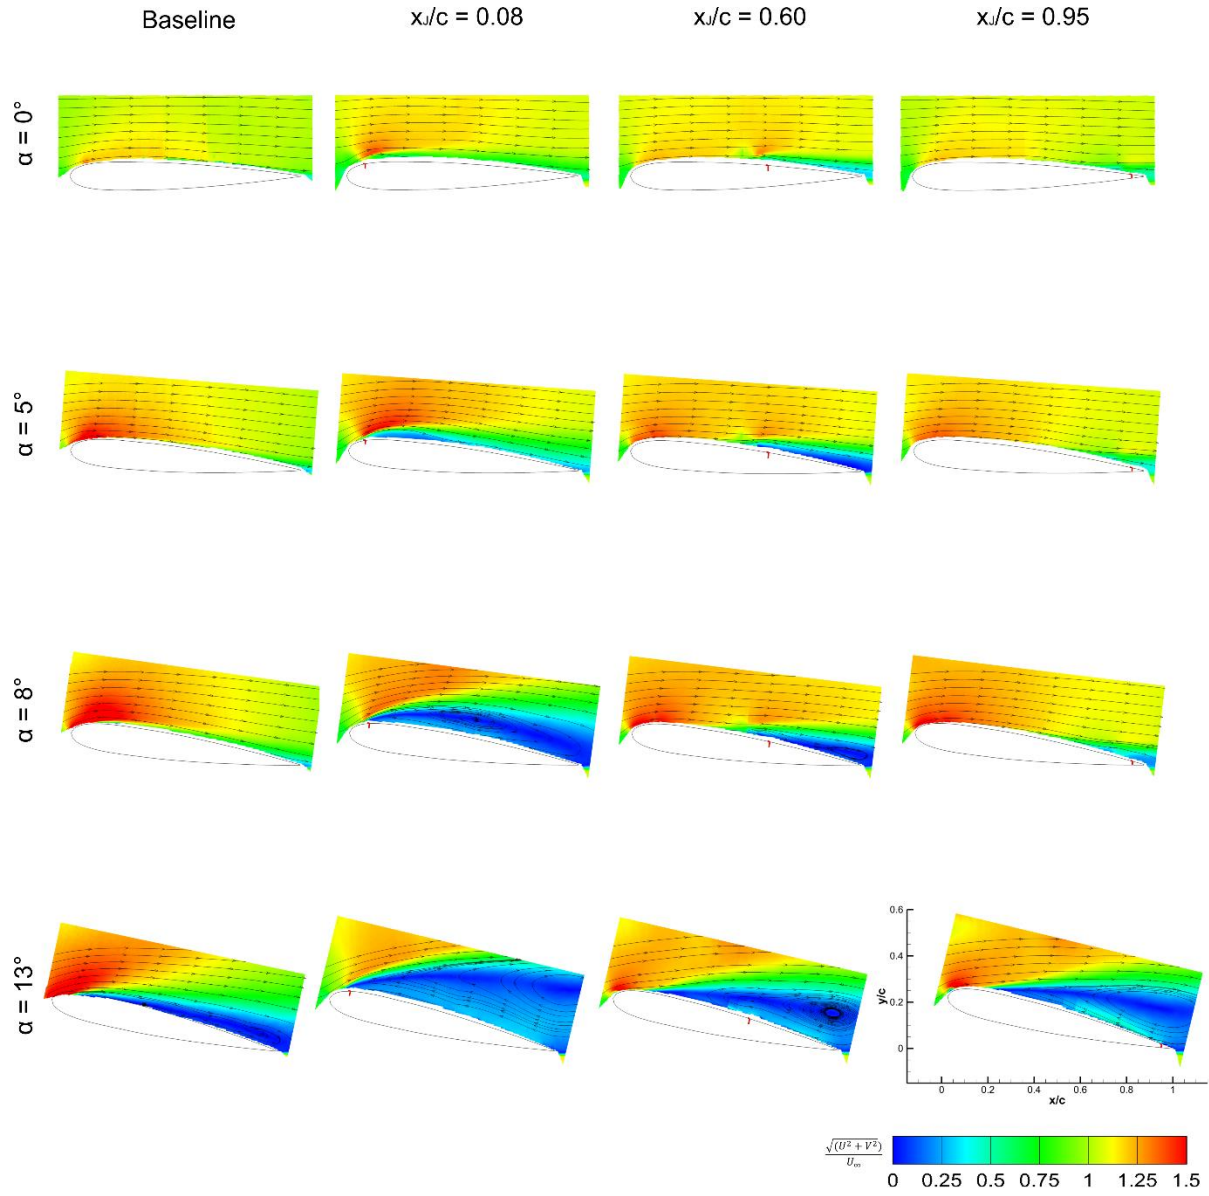 Baseline
xJ/c = 0.08
xJ/c = 0.60
xJ/c = 0.95
α = 0°
α = 5°
α = 8°
α = 13°
0.6
0.4
0.2
0
y/c
0 0.2 0.4 0.6 0.8 1
x/c
√(U² + V²)
U∞
0 0.25 0.5 0.75 1 1.25 1.5